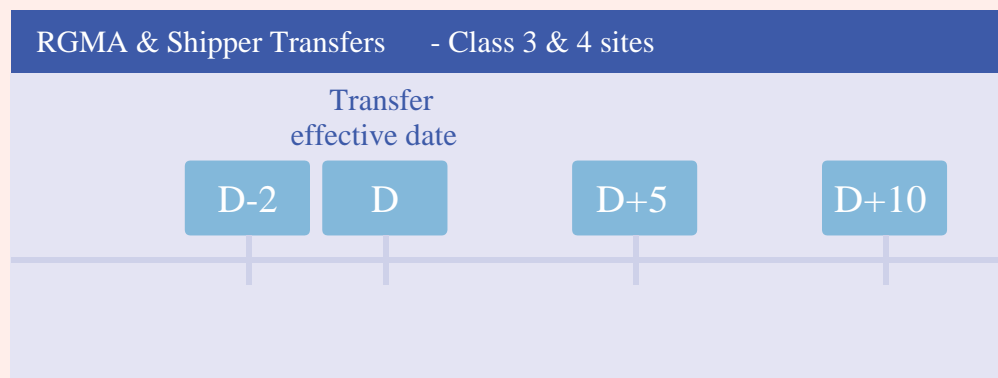 RGMA & Shipper Transfers - Class 3 & 4 sites
Transfer
effective date
D-2 D D+5 D+10